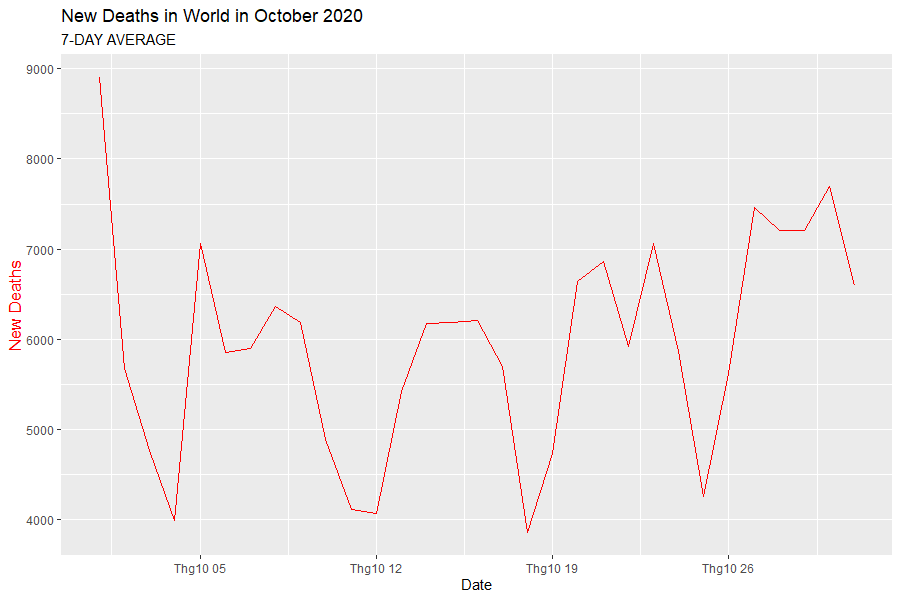 New Deaths in World in October 2020
7-DAY AVERAGE
New Deaths
9000
8000
7000
6000
5000
4000
Thg10 05 Thg10 12 Thg10 19 Thg10 26
Date